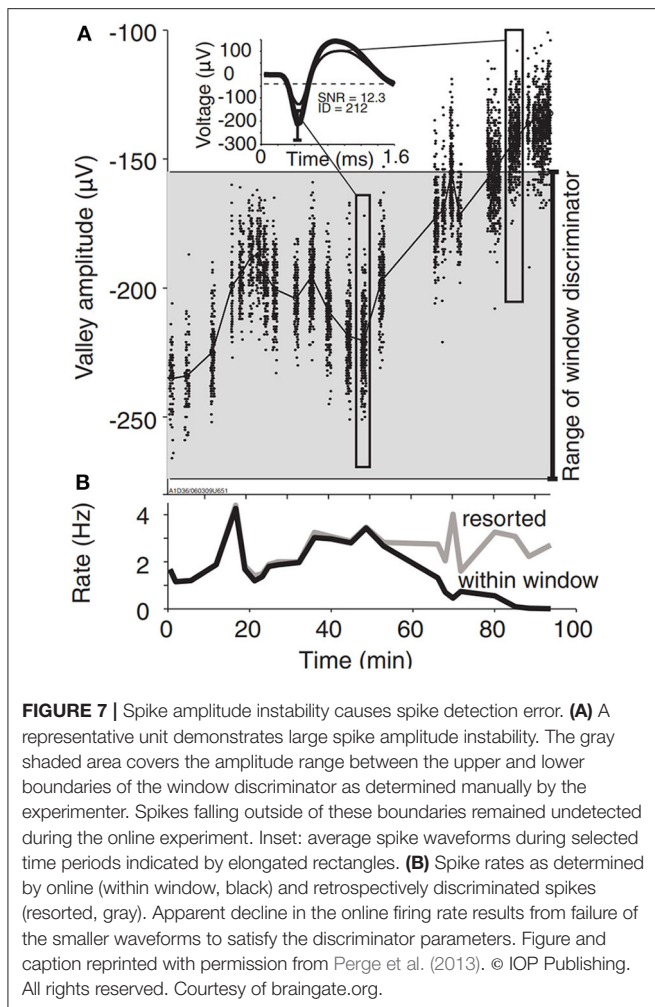 A
-100
-150
-200
-250
Valley amplitude (µV)
100
0
-100
-200
-300
Voltage (µV)
SNR = 12.3
ID = 212
0 Time (ms) 1.6
Range of window discriminator
A1D36/060309U651
B
4
2
0
Rate (Hz)
resorted
within window
0 20 40 60 80 100
Time (min)
FIGURE 7 | Spike amplitude instability causes spike detection error. (A) A
representative unit demonstrates large spike amplitude instability. The gray
shaded area covers the amplitude range between the upper and lower
boundaries of the window discriminator as determined manually by the
experimenter. Spikes falling outside of these boundaries remained undetected
during the online experiment. Inset: average spike waveforms during selected
time periods indicated by elongated rectangles. (B) Spike rates as determined
by online (within window, black) and retrospectively discriminated spikes
(resorted, gray). Apparent decline in the online firing rate results from failure of
the smaller waveforms to satisfy the discriminator parameters. Figure and
caption reprinted with permission from Perge et al. (2013). © IOP Publishing.
All rights reserved. Courtesy of braingate.org.